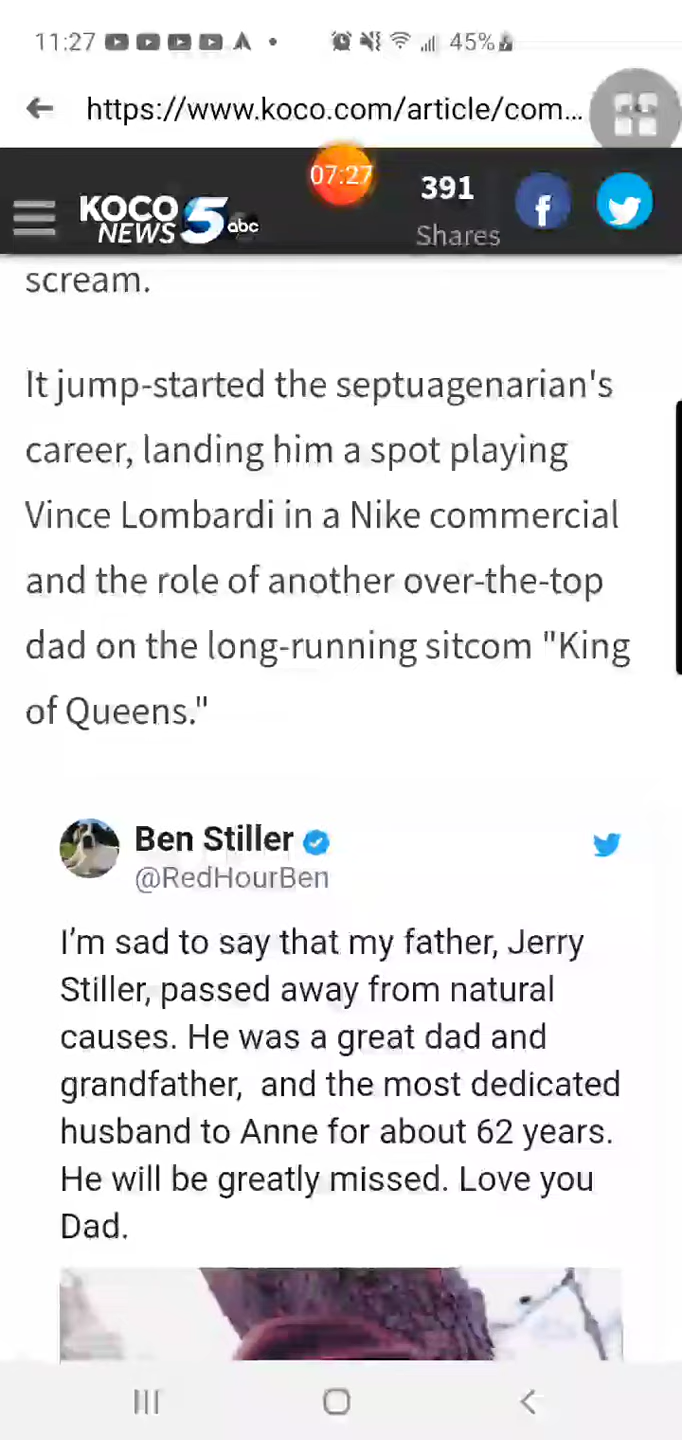 11:27
45%
https://www.koco.com/article/com...
07:27
KOCO 5 abc
NEWS
391
Shares
scream.
It jump-started the septuagenarian's
career, landing him a spot playing
Vince Lombardi in a Nike commercial
and the role of another over-the-top
dad on the long-running sitcom "King
of Queens."
Ben Stiller
@RedHourBen
I'm sad to say that my father, Jerry
Stiller, passed away from natural
causes. He was a great dad and
grandfather,  and the most dedicated
husband to Anne for about 62 years.
He will be greatly missed. Love you
Dad.